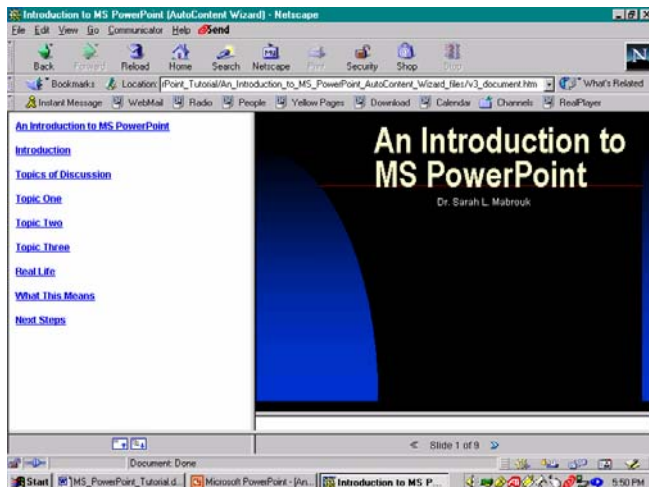 Introduction to MS PowerPoint (AutoContent Wizard) - Netscape
File Edit View Go Communicator Help Send
Back Forward Reload Home Search Netscape Print Security Shop Stop
Bookmarks Location: rPoint_Tutorial/An_Introduction_to_MS_PowerPoint_AutoContent_Wizard_files/v3_document.htm What's Related
Instant Message WebMail Radio People Yellow Pages Download Calendar Channels RealPlayer
An Introduction to MS PowerPoint
Introduction
Topics of Discussion
Topic One
Topic Two
Topic Three
Real Life
What This Means
Next Steps
An Introduction to
MS PowerPoint
Dr. Sarah L. Mabrouk
Slide 1 of 9
Document: Done
Start MS_PowerPoint_Tutorial.d... Microsoft PowerPoint - [An... Introduction to MS P... 5:50 PM